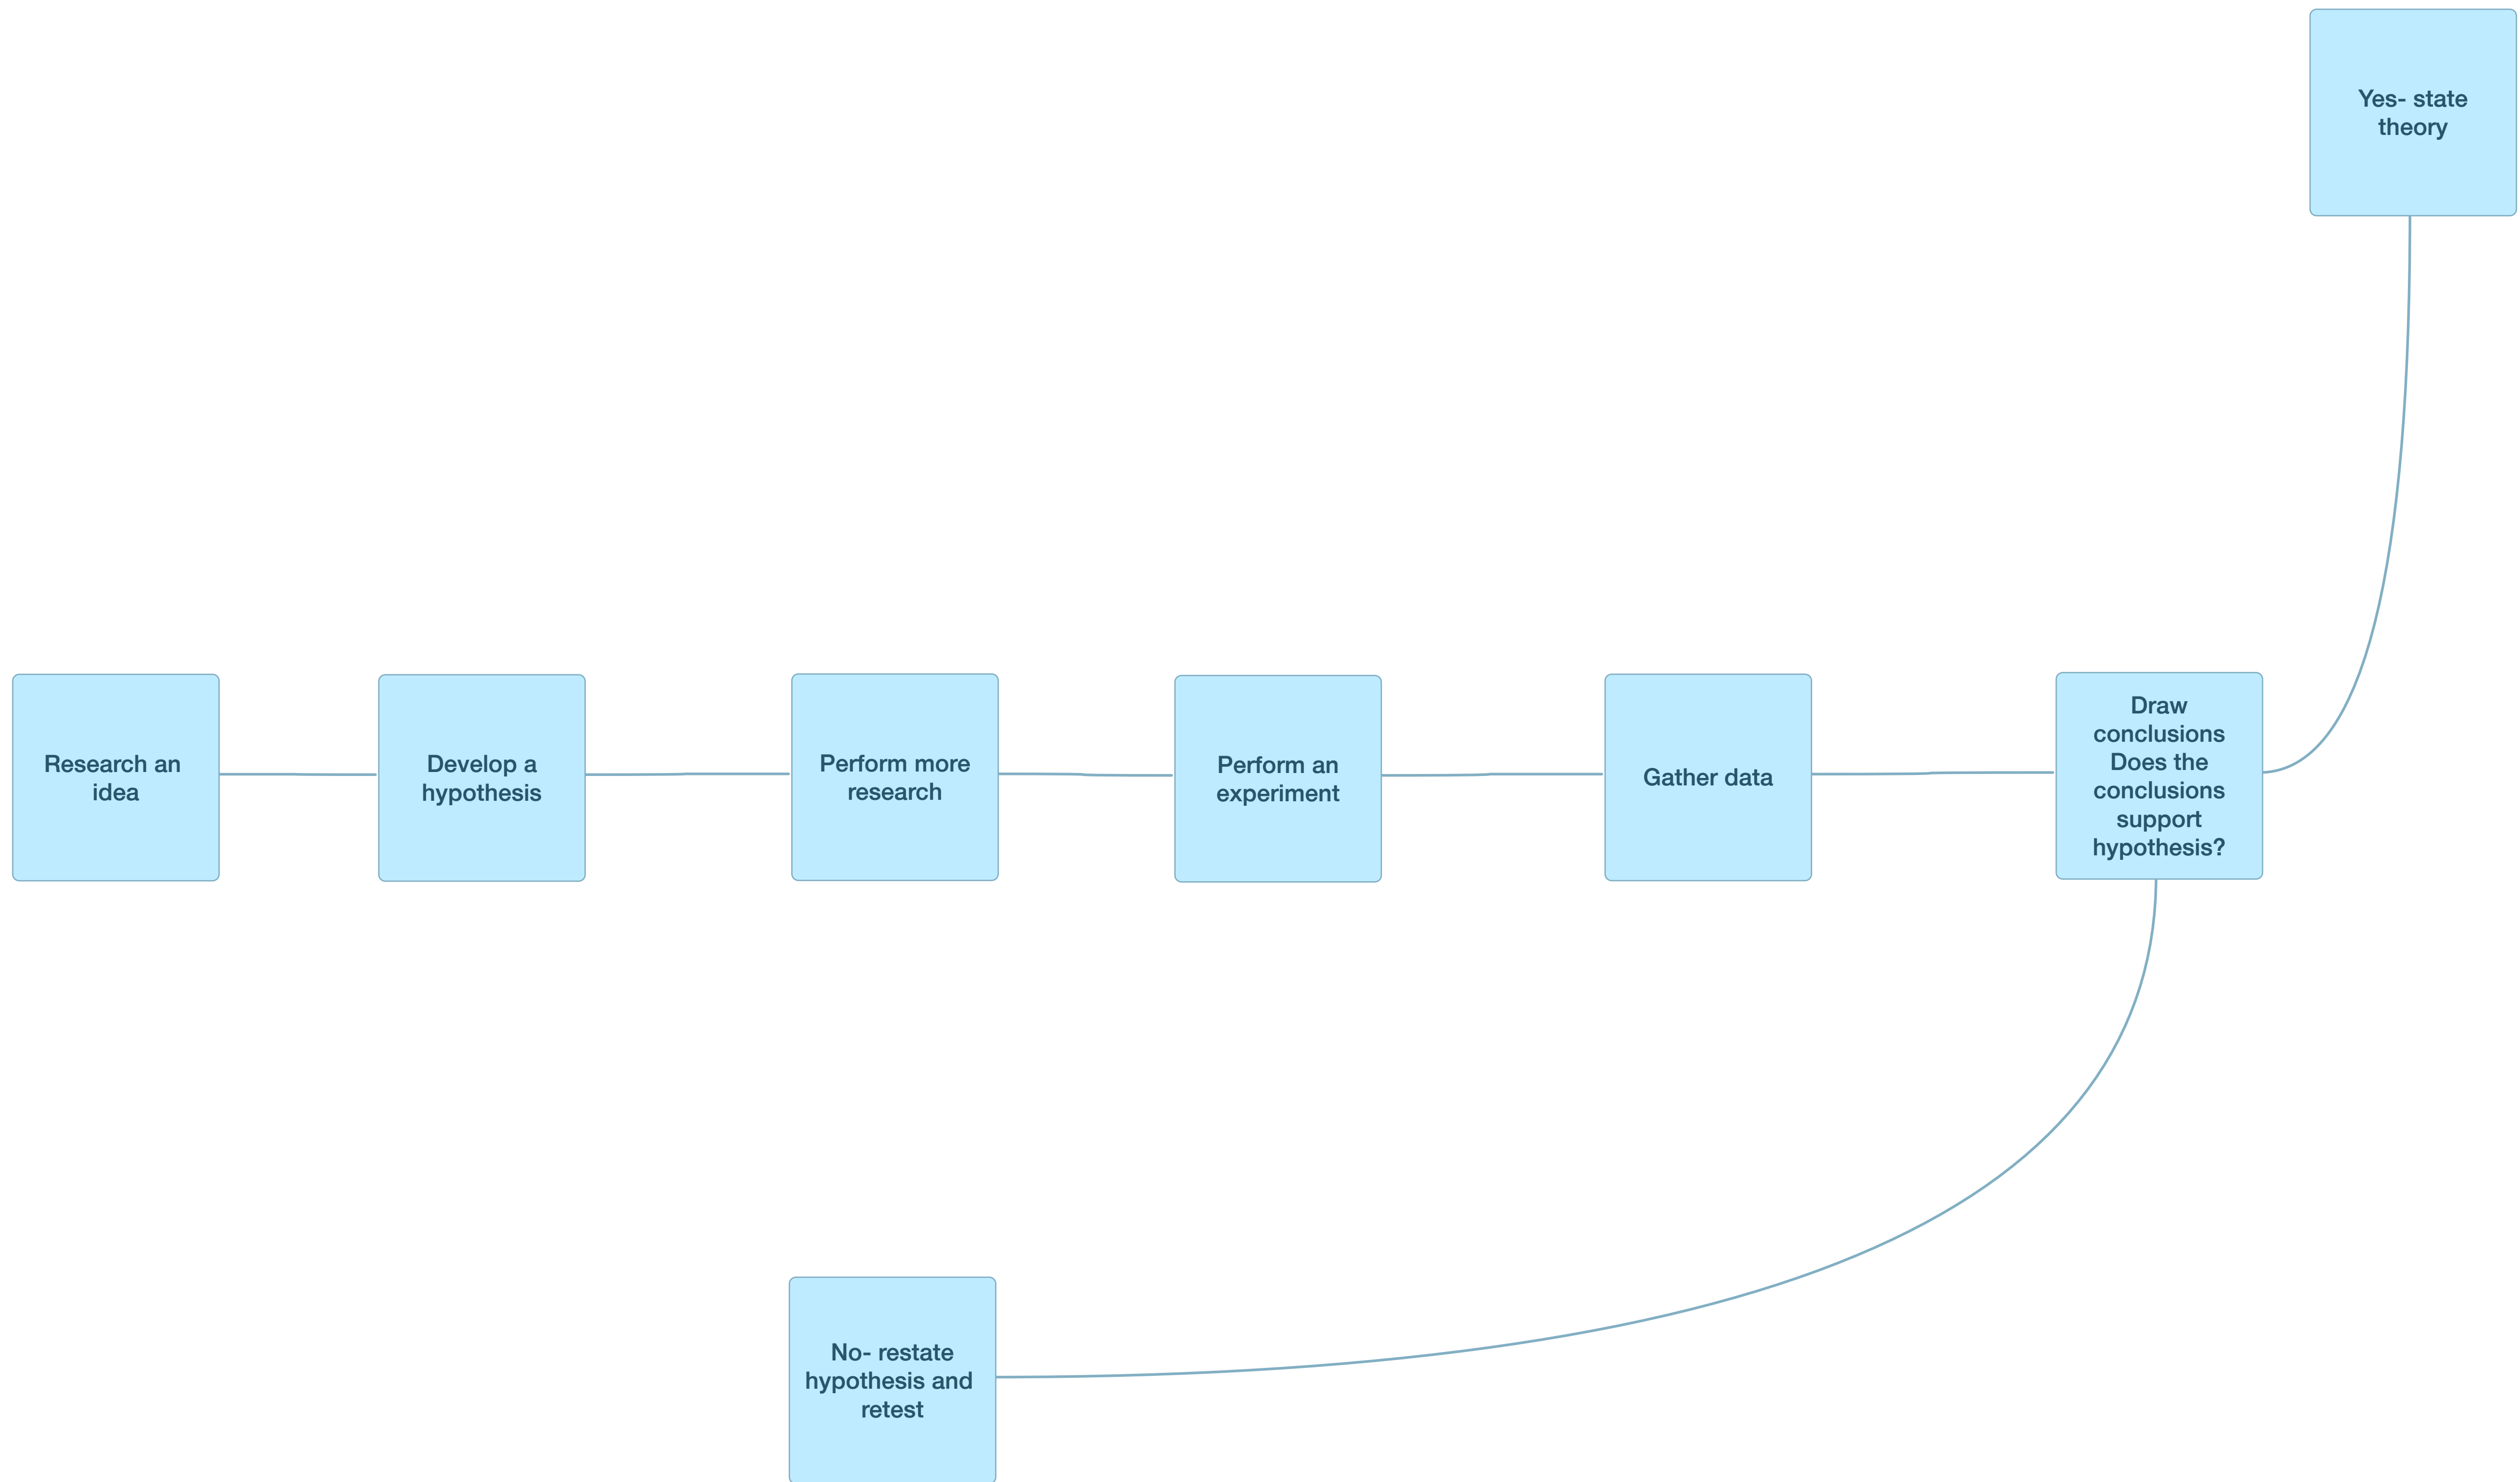 Yes- state
theory
Research an
idea
Develop a
hypothesis
Perform more
research
Perform an
experiment
Gather data
Draw
conclusions
Does the
conclusions
support
hypothesis?
No- restate
hypothesis and
retest